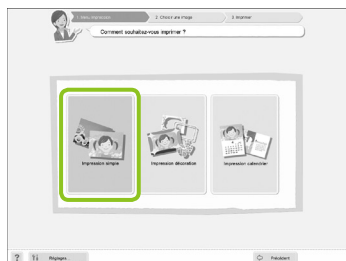 1 Menu Impression 2 Choisir une image 3 Imprimer
Comment souhaitez-vous imprimer ?
Impression simple Impression décoration Impression calendrier
? Réglages Précédent